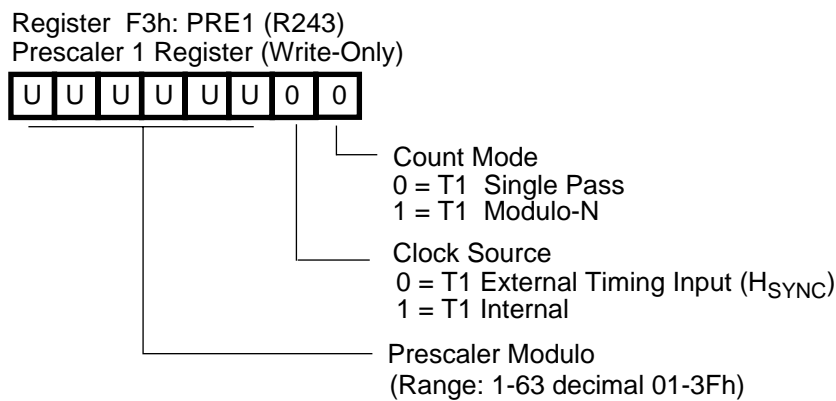 Register F3h: PRE1 (R243)
Prescaler 1 Register (Write-Only)
U U U U U U 0 0
Count Mode
0 = T1 Single Pass
1 = T1 Modulo-N
Clock Source
0 = T1 External Timing Input (HSYNC)
1 = T1 Internal
Prescaler Modulo
(Range: 1-63 decimal 01-3Fh)